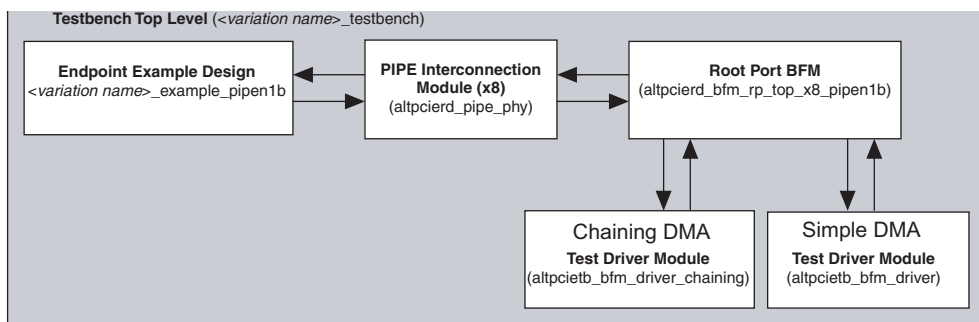 Testbench Top Level (<variation name>_testbench)
Endpoint Example Design
<variation name>_example_pipen1b
PIPE Interconnection
Module (x8)
(altpcierd_pipe_phy)
Root Port BFM
(altpcierd_bfm_rp_top_x8_pipen1b)
Chaining DMA
Test Driver Module
(altpcietb_bfm_driver_chaining)
Simple DMA
Test Driver Module
(altpcietb_bfm_driver)